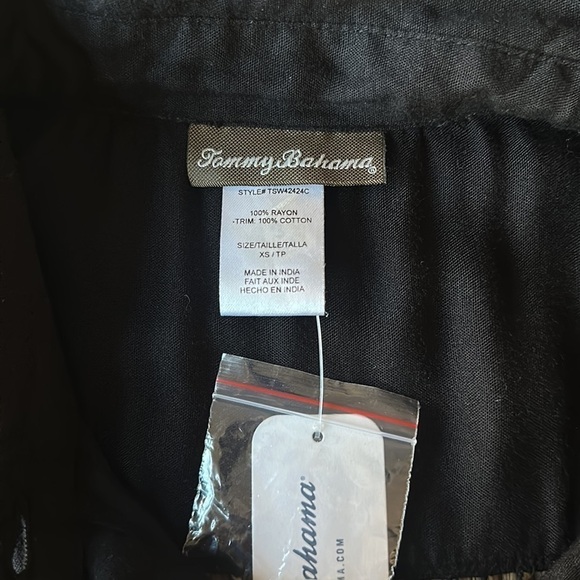 Tommy Bahama®
STYLE# TSW42424C
100% RAYON
-TRIM: 100% COTTON
SIZE/TAILLE/TALLA
XS / TP
MADE IN INDIA
FAIT AUX INDE
HECHO EN INDIA
ahama®
MA.COM